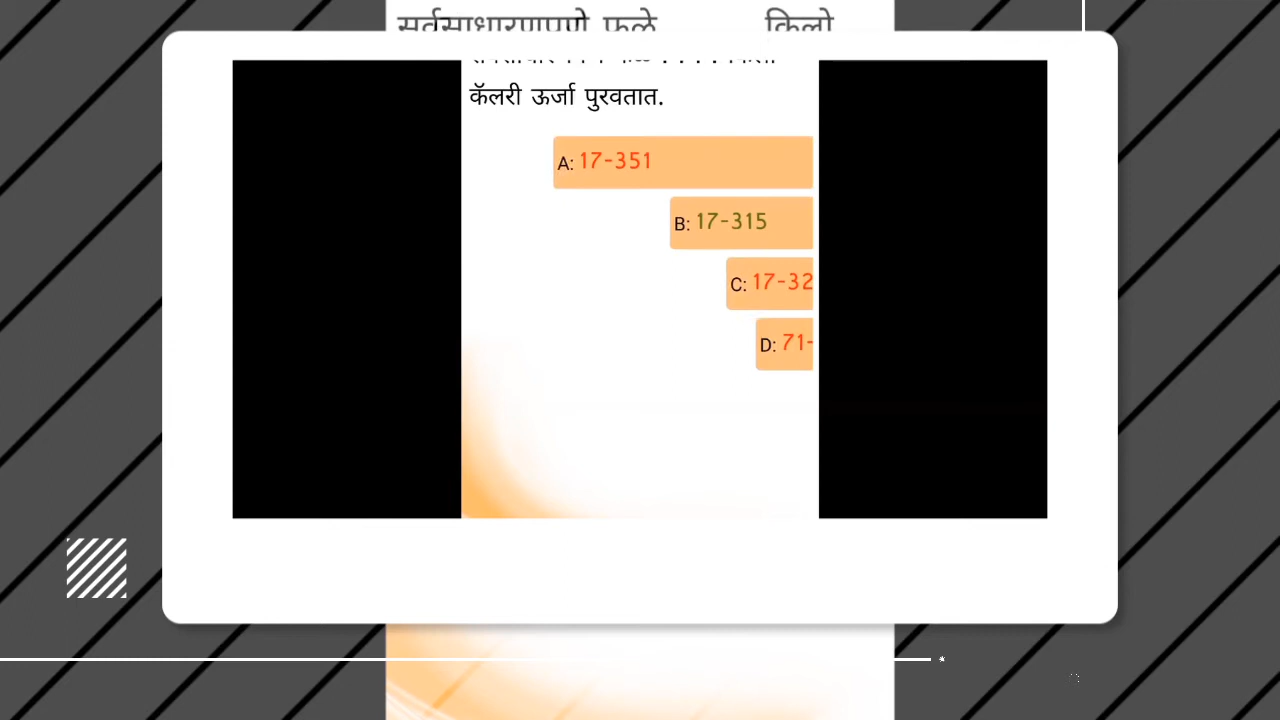 सर्वसाधारणपणे फळे किलो
कॅलरी ऊर्जा पुरवतात.
A: 17-351
B: 17-315
C: 17-32
D: 71-